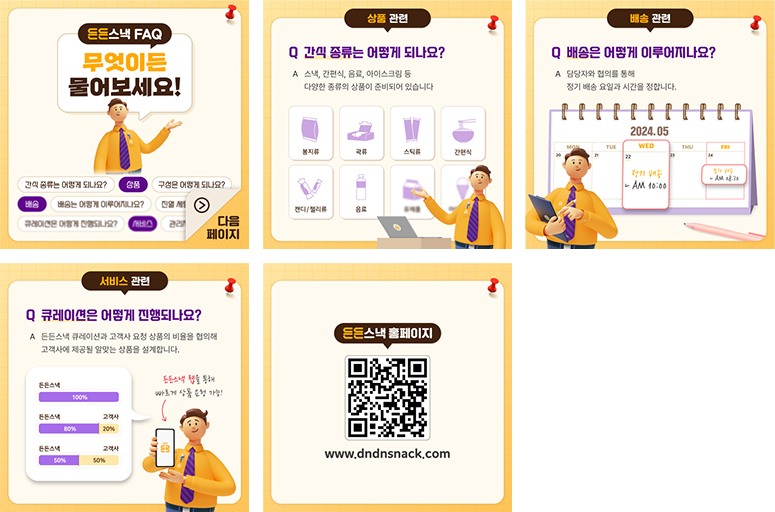 든든스낵 FAQ
무엇이든
물어보세요!
간식 종류는 어떻게 되나요?
상품
구성은 어떻게 되나요?
배송
배송는 어떻게 이루어지나요?
진열 서비
큐레이션은 어떻게 진행되나요?
서비스
관리
다음
페이지
상품 관련
Q 간식 종류는 어떻게 되나요?
A 스낵, 간편식, 음료, 아이스크림 등
다양한 종류의 상품이 준비되어 있습니다
봉지류
곽류
스틱류
간편식
캔디/젤리류
음료
배송 관련
Q 배송은 어떻게 이루어지나요?
A 담당자와 협의를 통해
정기 배송 요일과 시간을 정합니다.
2024.05
MON
TUE
WED
THU
FRI
20
21
22
23
24
정기 배송
AM 10:00
서비스 관련
Q 큐레이션은 어떻게 진행되나요?
A 든든스낵 큐레이션과 고객사 요청 상품의 비율을 협의해
고객사에 제공될 알맞는 상품을 설계합니다.
든든스낵
100%
든든스낵 고객사
80% 20%
든든스낵 고객사
50% 50%
든든스낵 웹을 통해
빠르게 상품 요청 가능!
든든스낵 홈페이지
www.dndnsnack.com